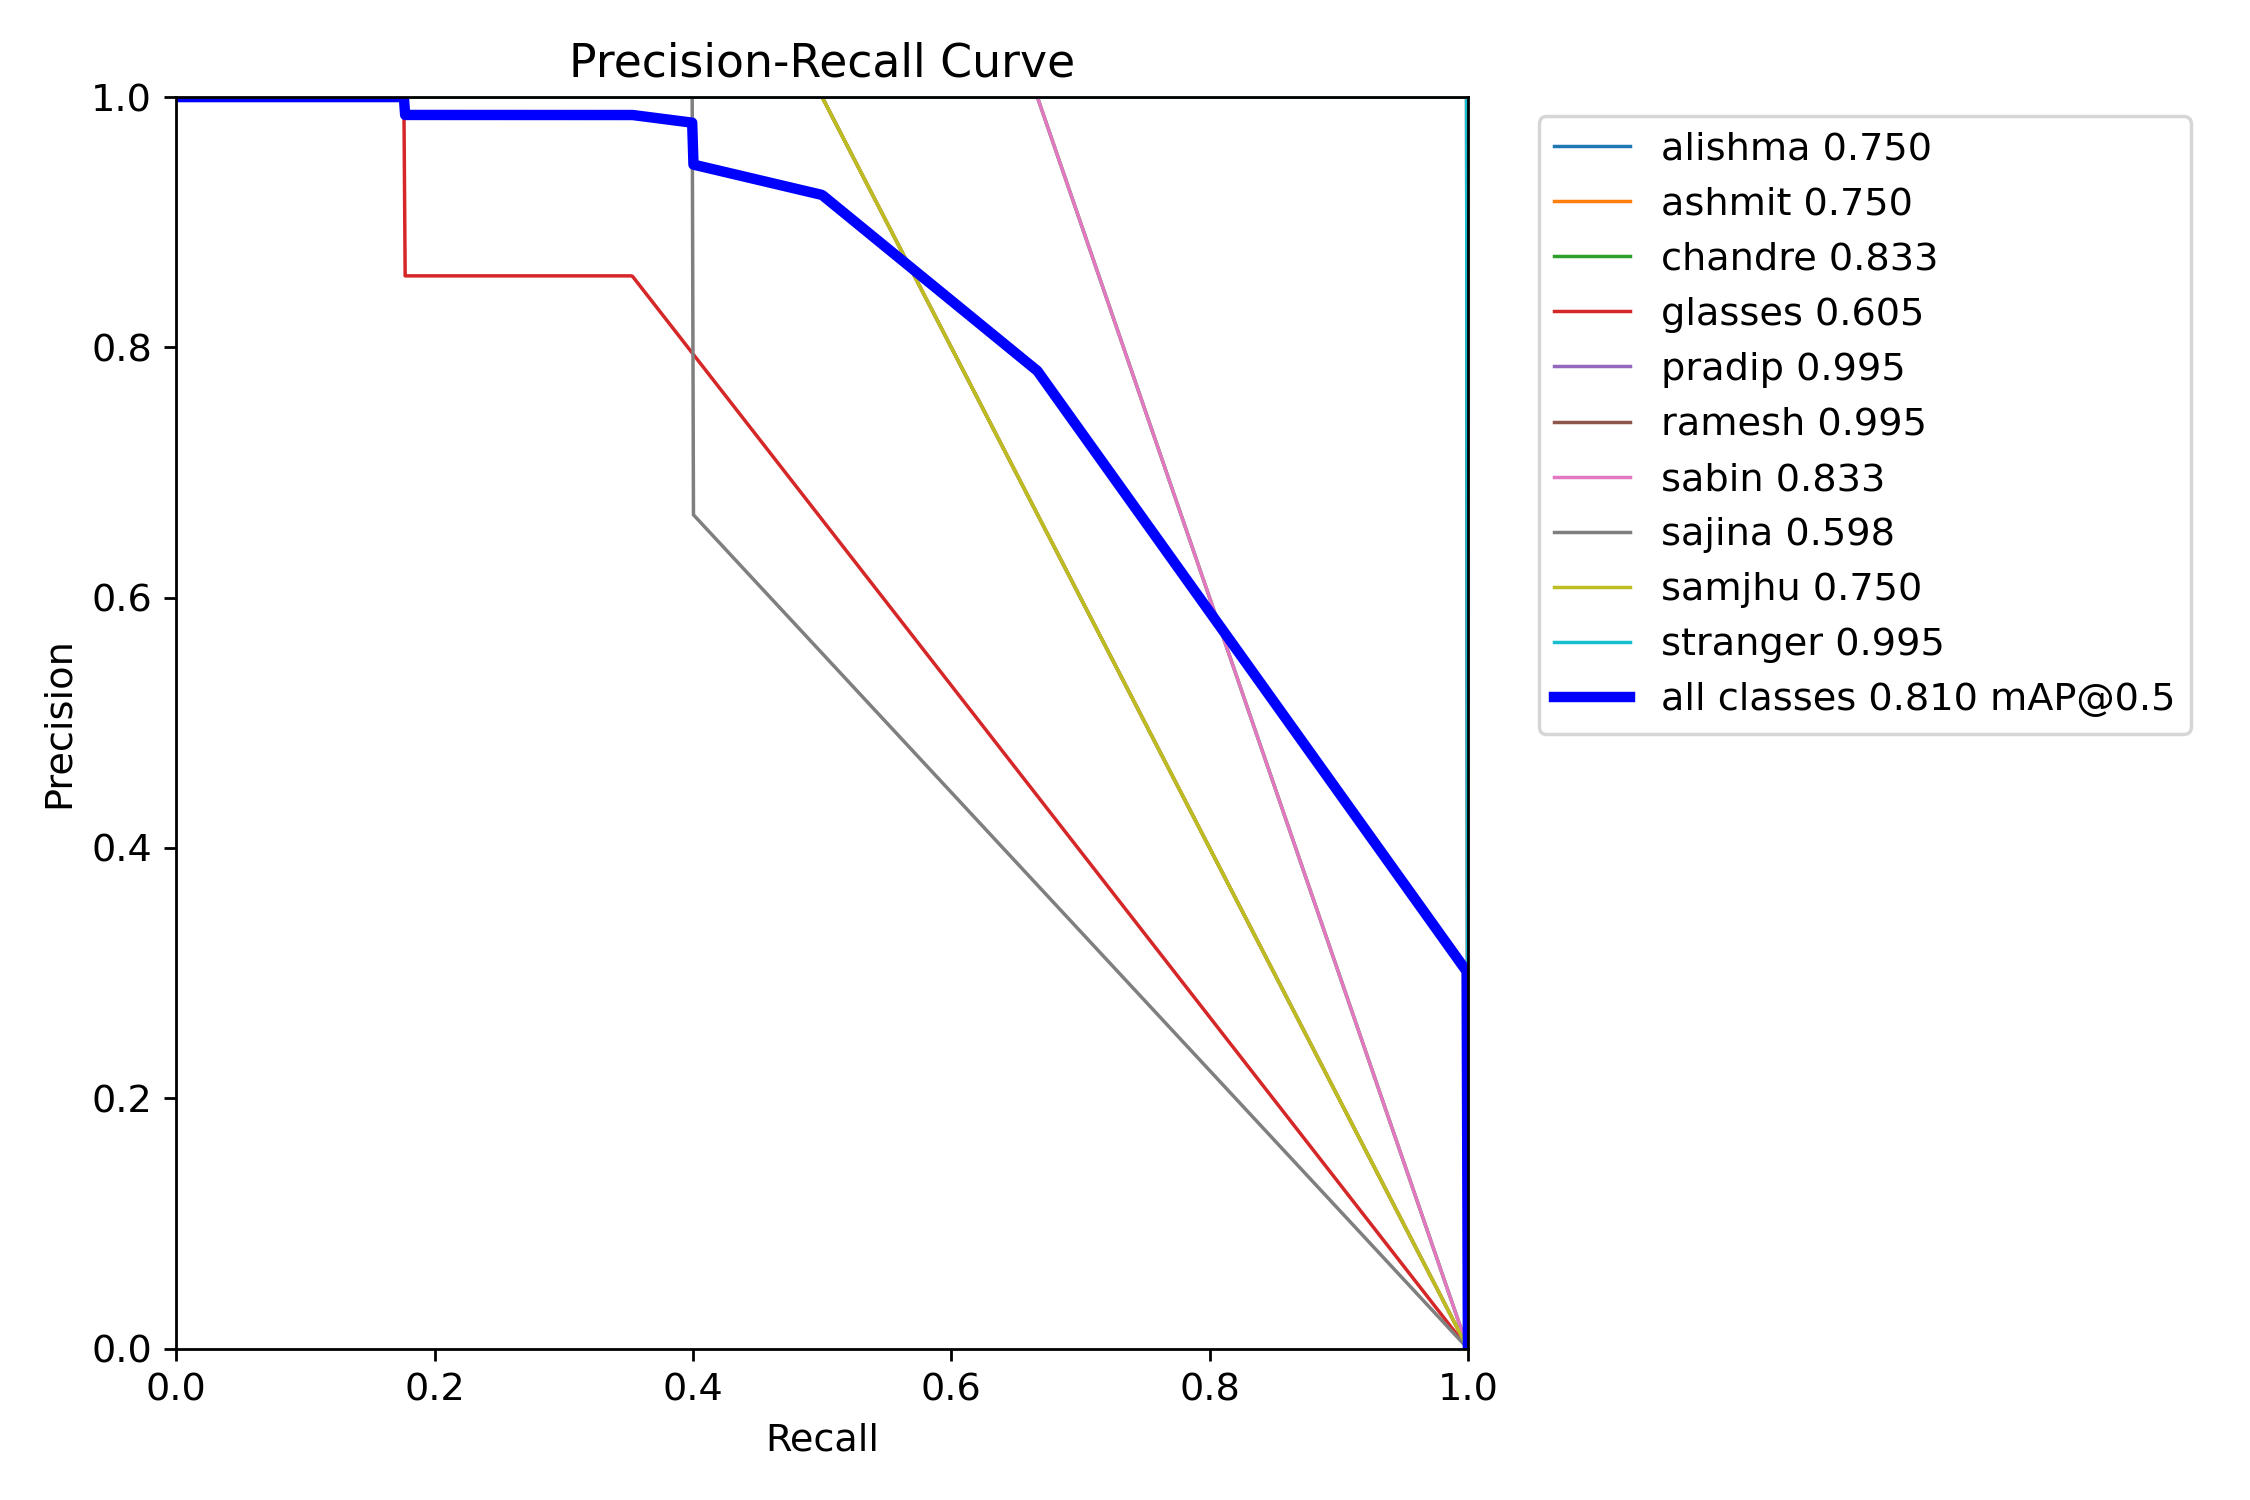 Precision-Recall Curve
1.0
0.8
0.6
0.4
0.2
0.0
Precision
0.0 0.2 0.4 0.6 0.8 1.0
Recall
alishma 0.750
ashmit 0.750
chandre 0.833
glasses 0.605
pradip 0.995
ramesh 0.995
sabin 0.833
sajina 0.598
samjhu 0.750
stranger 0.995
all classes 0.810 mAP@0.5